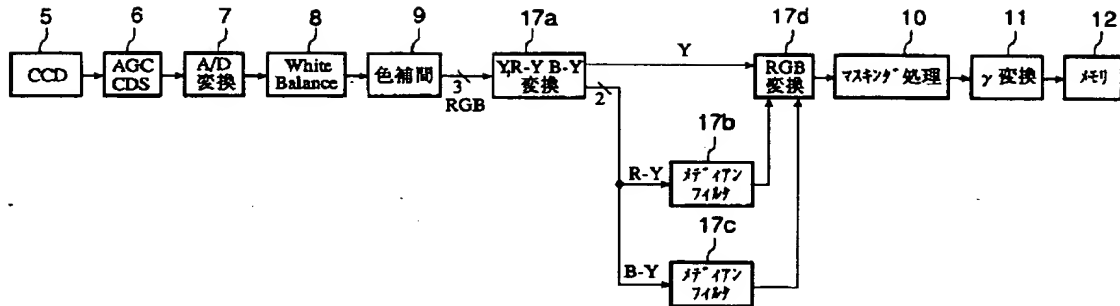 5
6
7
8
9
17a
17d
10
11
12
CCD
AGC
CDS
A/D
変換
White
Balance
色補間
3
RGB
Y,R-Y B-Y
変換
2
Y
RGB
変換
マスキング処理
γ 変換
メモリ
17b
R-Y
メディアン
フィルタ
17c
B-Y
メディアン
フィルタ